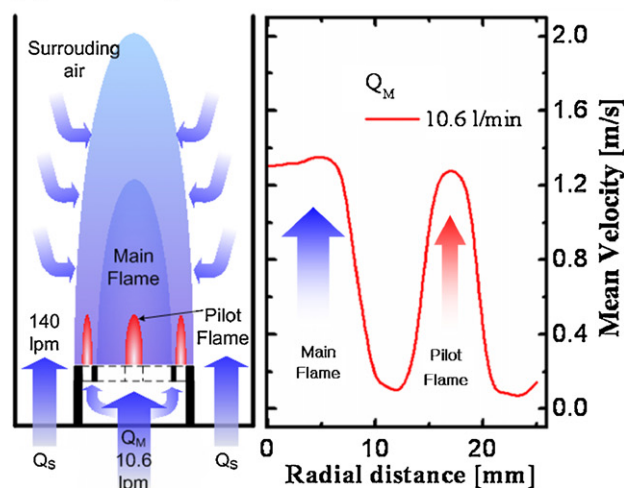 Surrouding
air
Main
Flame
140
lpm
Pilot
Flame
Q_S
Q_M
10.6
lpm
Q_S
Q_M
10.6 l/min
Main
Flame
Pilot
Flame
2.0
1.6
1.2
0.8
0.4
0.0
Mean Velocity [m/s]
0 10 20
Radial distance [mm]